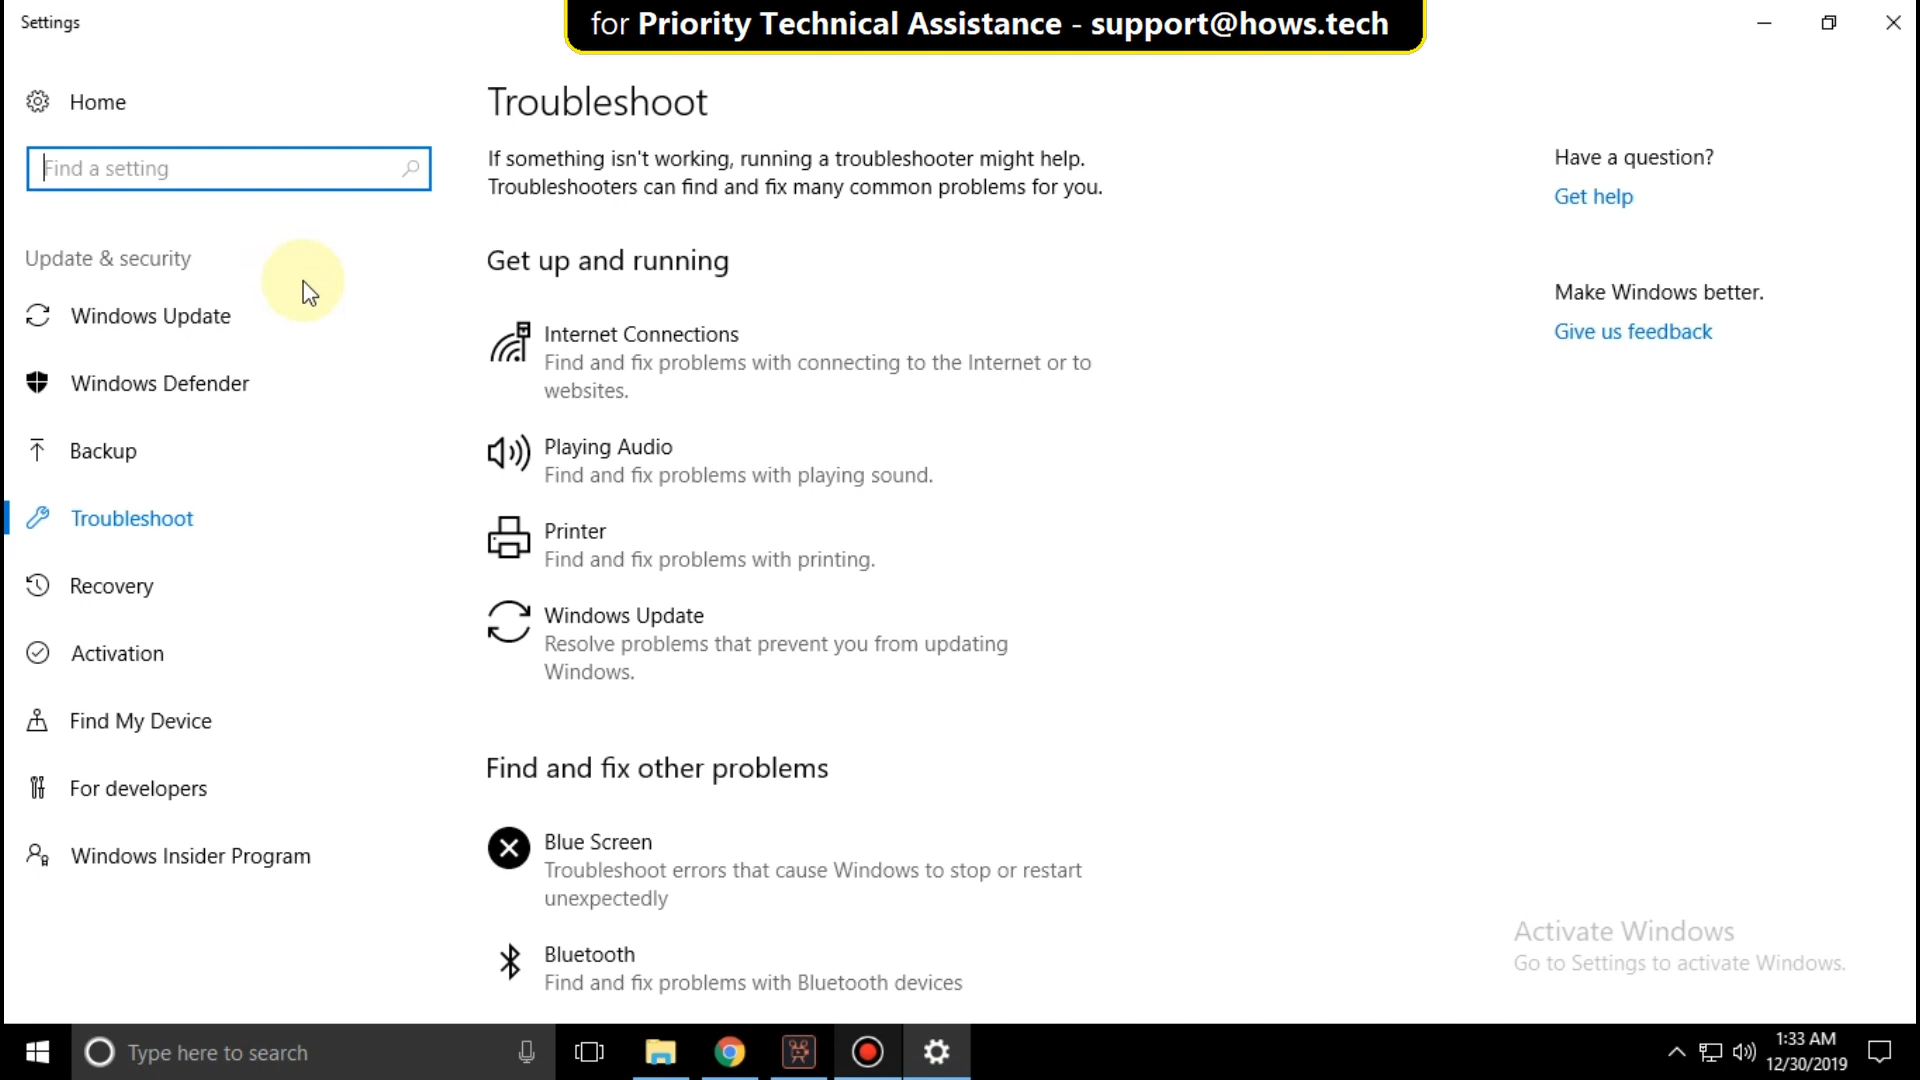 Settings
for Priority Technical Assistance - support@hows.tech
Home
Find a setting
Update & security
Windows Update
Windows Defender
Backup
Troubleshoot
Recovery
Activation
Find My Device
For developers
Windows Insider Program
Troubleshoot
If something isn't working, running a troubleshooter might help.
Troubleshooters can find and fix many common problems for you.
Get up and running
Internet Connections
Find and fix problems with connecting to the Internet or to
websites.
Playing Audio
Find and fix problems with playing sound.
Printer
Find and fix problems with printing.
Windows Update
Resolve problems that prevent you from updating
Windows.
Find and fix other problems
Blue Screen
Troubleshoot errors that cause Windows to stop or restart
unexpectedly
Bluetooth
Find and fix problems with Bluetooth devices
Have a question?
Get help
Make Windows better.
Give us feedback
Activate Windows
Go to Settings to activate Windows.
Type here to search
1:33 AM
12/30/2019